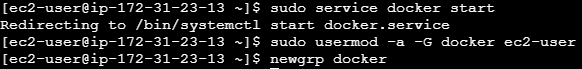 [ec2-user@ip-172-31-23-13 ~]$ sudo service docker start
Redirecting to /bin/systemctl start docker.service
[ec2-user@ip-172-31-23-13 ~]$ sudo usermod -a -G docker ec2-user
[ec2-user@ip-172-31-23-13 ~]$ newgrp docker